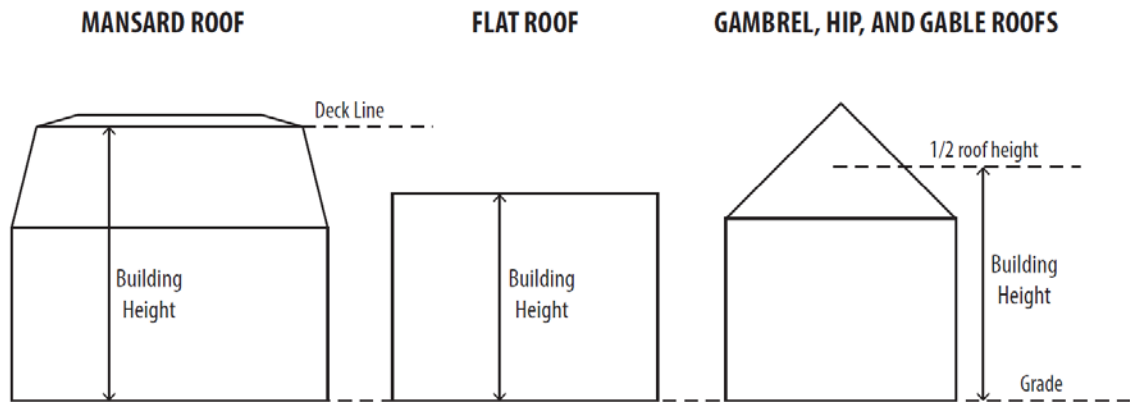 MANSARD ROOF
FLAT ROOF
GAMBREL, HIP, AND GABLE ROOFS
Deck Line
1/2 roof height
Building
Height
Building
Height
Building
Height
Grade